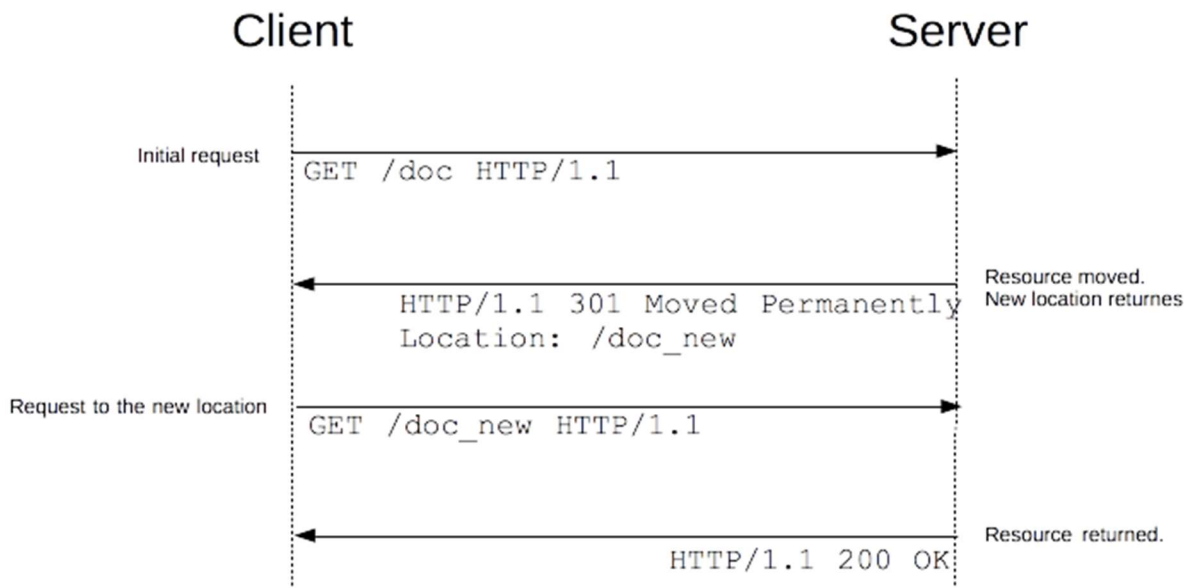 Client
Server
Initial request
GET /doc HTTP/1.1
Resource moved.
New location returnes
HTTP/1.1 301 Moved Permanently
Location: /doc_new
Request to the new location
GET /doc_new HTTP/1.1
Resource returned.
HTTP/1.1 200 OK